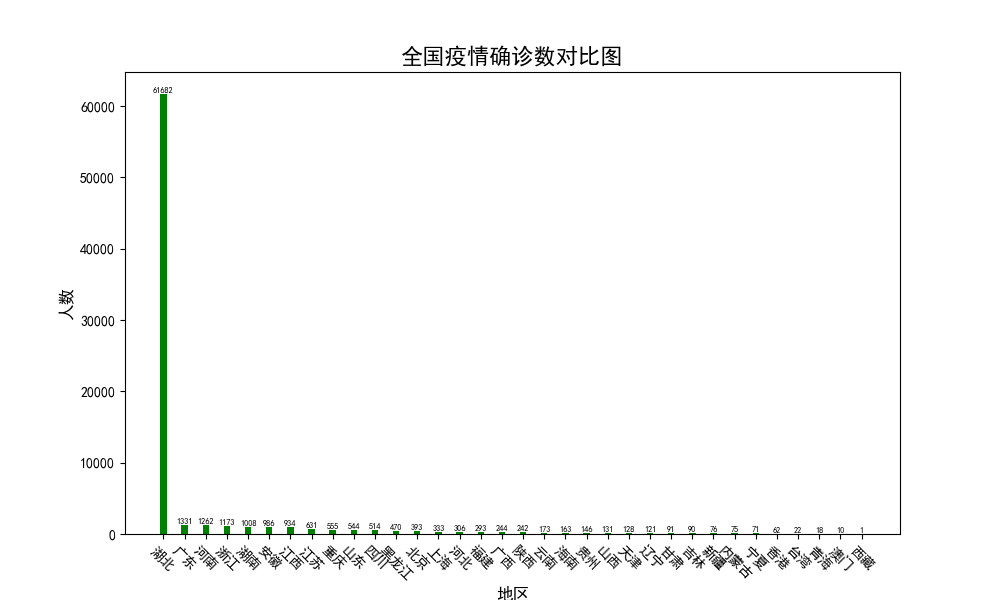 全国疫情确诊数对比图
人数
60000
50000
40000
30000
20000
10000
0
61682 1331 1262 1173 1008 986 934 631 555 544 514 470 393 333 306 293 244 242 173 163 146 131 128 121 91 90 76 75 71 62 22 18 10 1
湖北 广东 河南 浙江 湖南 安徽 江西 江苏 重庆 山东 四川 黑龙江 北京 上海 河北 福建 广西 陕西 云南 海南 贵州 山西 天津 辽宁 甘肃 吉林 新疆 内蒙古 宁夏 香港 台湾 青海 澳门 西藏
地区